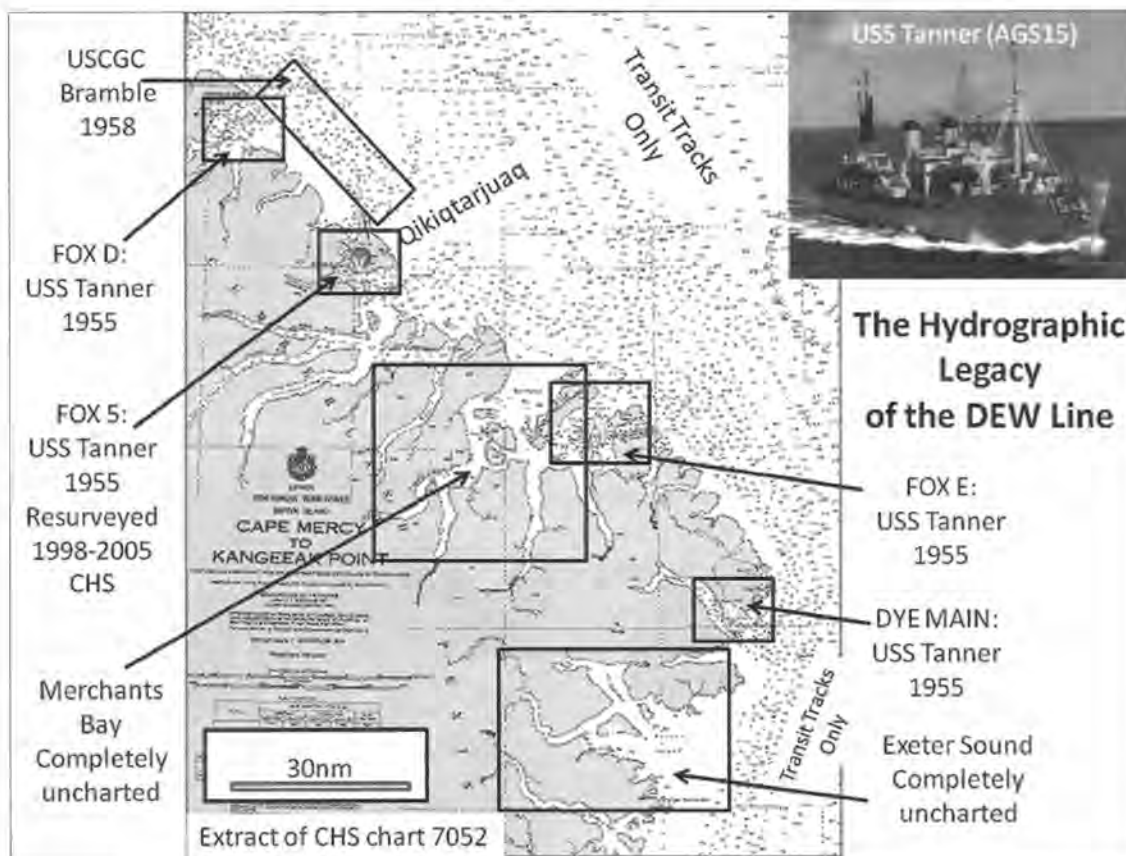 USCGC
Bramble
1958
FOX D:
USS Tanner
1955
FOX 5:
USS Tanner
1955
Resurveyed
1998-2005
CHS
Merchants
Bay
Completely
uncharted
Transit Tracks
Only
Qikiqtarjuaq
CAPE MERCY
TO
KANGEEAK POINT
30nm
Extract of CHS chart 7052
USS Tanner (AGS15)
The Hydrographic
Legacy
of the DEW Line
FOX E:
USS Tanner
1955
DYE MAIN:
USS Tanner
1955
Transit Tracks
Only
Exeter Sound
Completely
uncharted